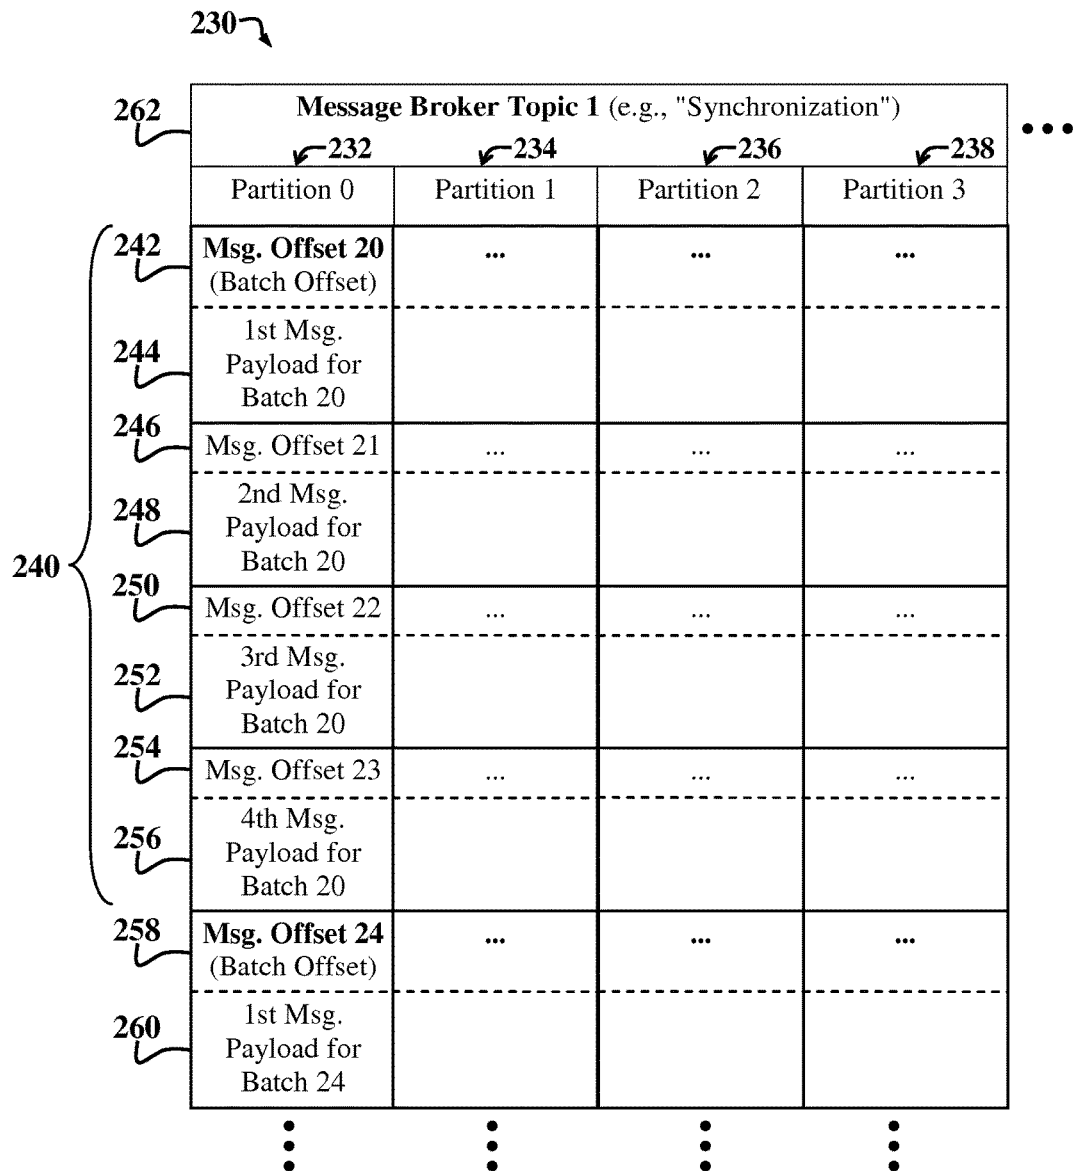 230
262
Message Broker Topic 1 (e.g., "Synchronization")
•••
232 234 236 238
Partition 0 Partition 1 Partition 2 Partition 3
242
Msg. Offset 20 ... ... ...
(Batch Offset)
244
1st Msg.
Payload for
Batch 20
246
Msg. Offset 21 ... ... ...
248
2nd Msg.
Payload for
Batch 20
240
250
Msg. Offset 22 ... ... ...
252
3rd Msg.
Payload for
Batch 20
254
Msg. Offset 23 ... ... ...
256
4th Msg.
Payload for
Batch 20
258
Msg. Offset 24 ... ... ...
(Batch Offset)
260
1st Msg.
Payload for
Batch 24